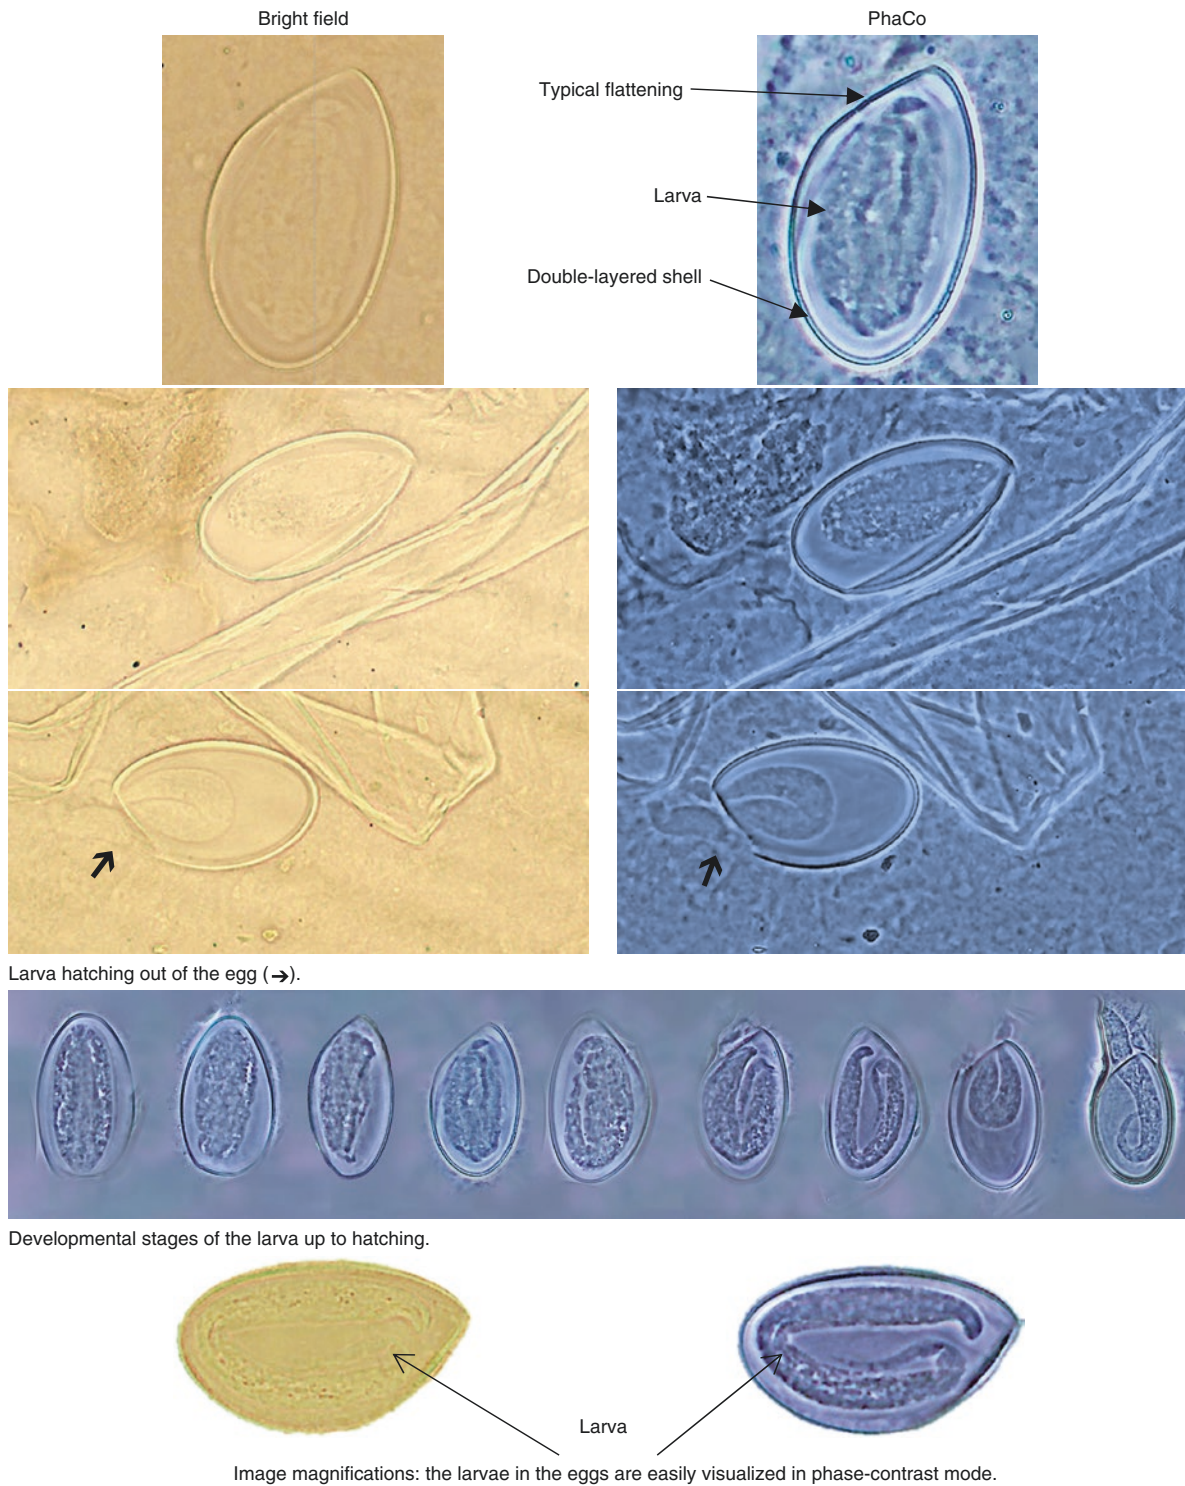 Bright field
PhaCo
Typical flattening
Larva
Double-layered shell
Larva hatching out of the egg (➔).
Developmental stages of the larva up to hatching.
Larva
Image magnifications: the larvae in the eggs are easily visualized in phase-contrast mode.